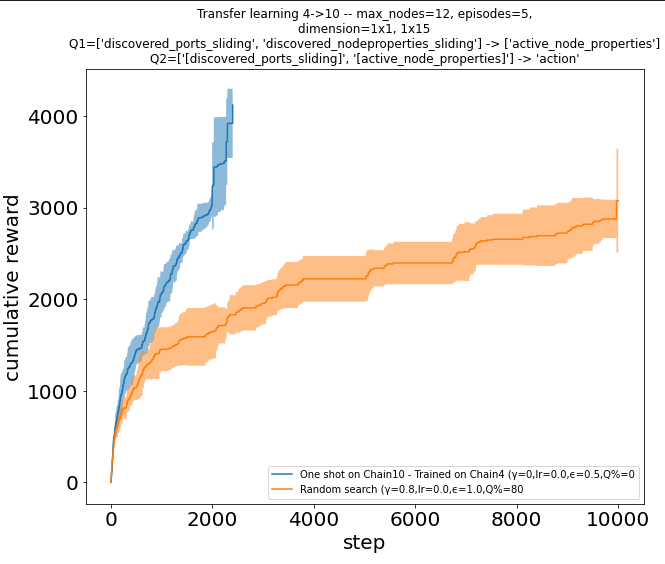 Transfer learning 4->10 -- max_nodes=12, episodes=5,
dimension=1x1, 1x15
Q1=['discovered_ports_sliding', 'discovered_nodeproperties_sliding'] -> ['active_node_properties']
Q2=['[discovered_ports_sliding]', '[active_node_properties]'] -> 'action'
cumulative reward
4000
3000
2000
1000
0
One shot on Chain10 - Trained on Chain4 (γ=0,lr=0.0,ϵ=0.5,Q%=0
Random search (γ=0.8,lr=0.0,ϵ=1.0,Q%=80
0 2000 4000 6000 8000 10000
step